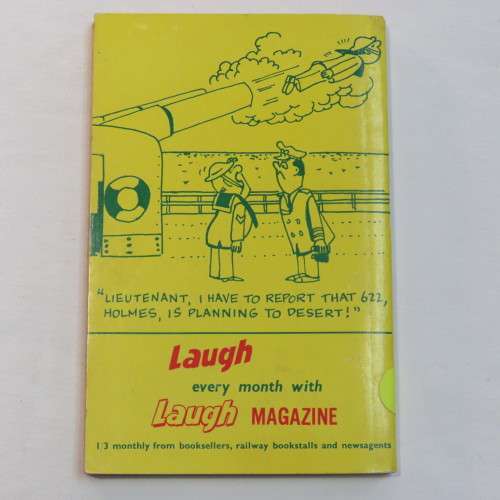 "LIEUTENANT, I HAVE TO REPORT THAT 622,
HOLMES, IS PLANNING TO DESERT!"
Laugh
every month with
Laugh MAGAZINE
1/3 monthly from booksellers, railway bookstalls and newsagents